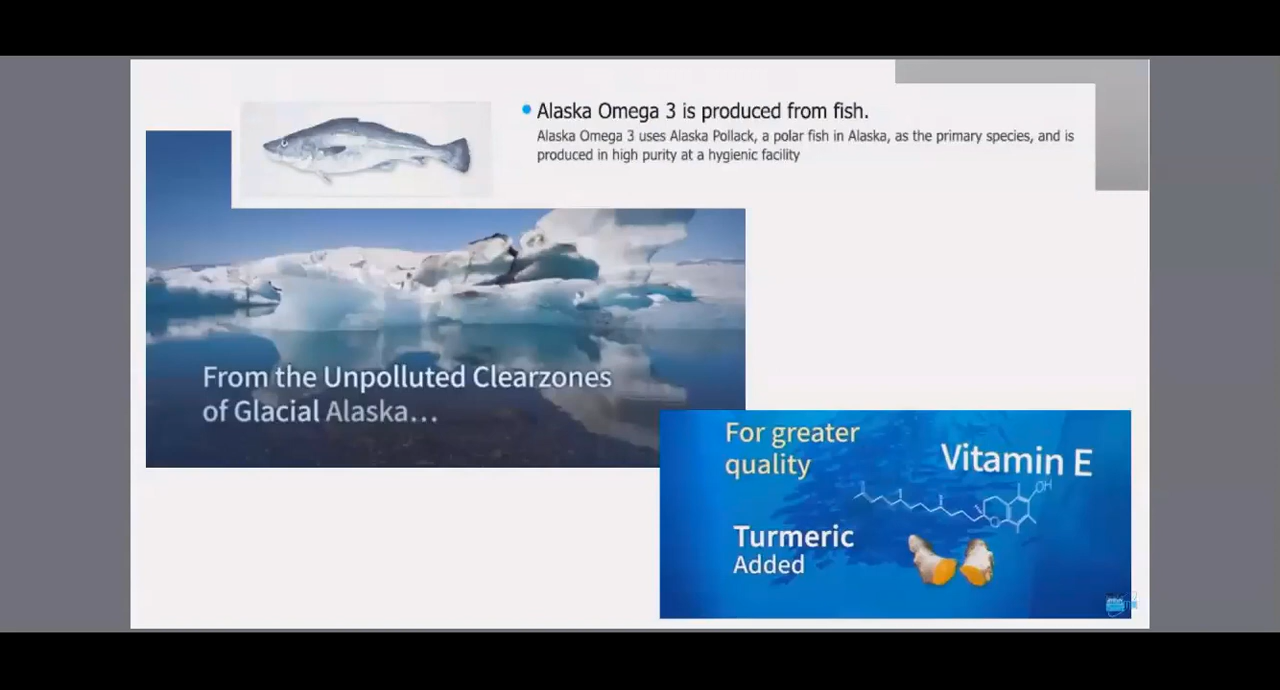 Alaska Omega 3 is produced from fish.
Alaska Omega 3 uses Alaska Pollack, a polar fish in Alaska, as the primary species, and is
produced in high purity at a hygienic facility
From the Unpolluted Clearzones
of Glacial Alaska...
For greater
quality
Vitamin E
OH
O
Turmeric
Added